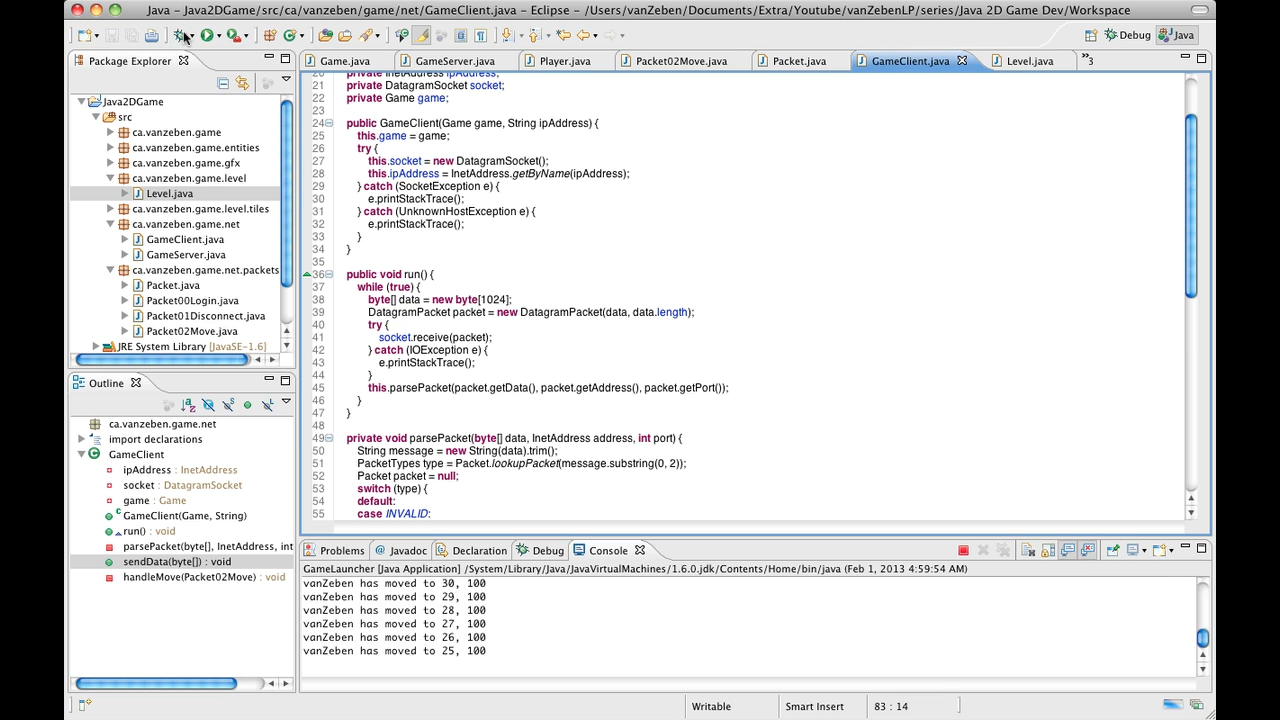 Java – Java2DGame/src/ca/vanzeben/game/net/GameClient.java – Eclipse – /Users/vanZeben/Documents/Extra/Youtube/vanZebenLP/series/Java 2D Game Dev/Workspace
Debug
Java
Package Explorer
Java2DGame
src
ca.vanzeben.game
ca.vanzeben.game.entities
ca.vanzeben.game.gfx
ca.vanzeben.game.level
Level.java
ca.vanzeben.game.level.tiles
ca.vanzeben.game.net
GameClient.java
GameServer.java
ca.vanzeben.game.net.packets
Packet.java
Packet00Login.java
Packet01Disconnect.java
Packet02Move.java
JRE System Library [JavaSE-1.6]
Outline
ca.vanzeben.game.net
import declarations
GameClient
ipAddress : InetAddress
socket : DatagramSocket
game : Game
GameClient(Game, String)
run() : void
parsePacket(byte[], InetAddress, int
sendData(byte[]) : void
handleMove(Packet02Move) : void
Game.java
GameServer.java
Player.java
Packet02Move.java
Packet.java
GameClient.java
Level.java
»3
20 private InetAddress ipAddress;
21 private DatagramSocket socket;
22 private Game game;
23
24 public GameClient(Game game, String ipAddress) {
25 this.game = game;
26 try {
27 this.socket = new DatagramSocket();
28 this.ipAddress = InetAddress.getByName(ipAddress);
29 } catch (SocketException e) {
30 e.printStackTrace();
31 } catch (UnknownHostException e) {
32 e.printStackTrace();
33 }
34 }
35
36 public void run() {
37 while (true) {
38 byte[] data = new byte[1024];
39 DatagramPacket packet = new DatagramPacket(data, data.length);
40 try {
41 socket.receive(packet);
42 } catch (IOException e) {
43 e.printStackTrace();
44 }
45 this.parsePacket(packet.getData(), packet.getAddress(), packet.getPort());
46 }
47 }
48
49 private void parsePacket(byte[] data, InetAddress address, int port) {
50 String message = new String(data).trim();
51 PacketTypes type = Packet.lookupPacket(message.substring(0, 2));
52 Packet packet = null;
53 switch (type) {
54 default:
55 case INVALID:
Problems
Javadoc
Declaration
Debug
Console
GameLauncher [Java Application] /System/Library/Java/JavaVirtualMachines/1.6.0.jdk/Contents/Home/bin/java (Feb 1, 2013 4:59:54 AM)
vanZeben has moved to 30, 100
vanZeben has moved to 29, 100
vanZeben has moved to 28, 100
vanZeben has moved to 27, 100
vanZeben has moved to 26, 100
vanZeben has moved to 25, 100
Writable
Smart Insert
83 : 14